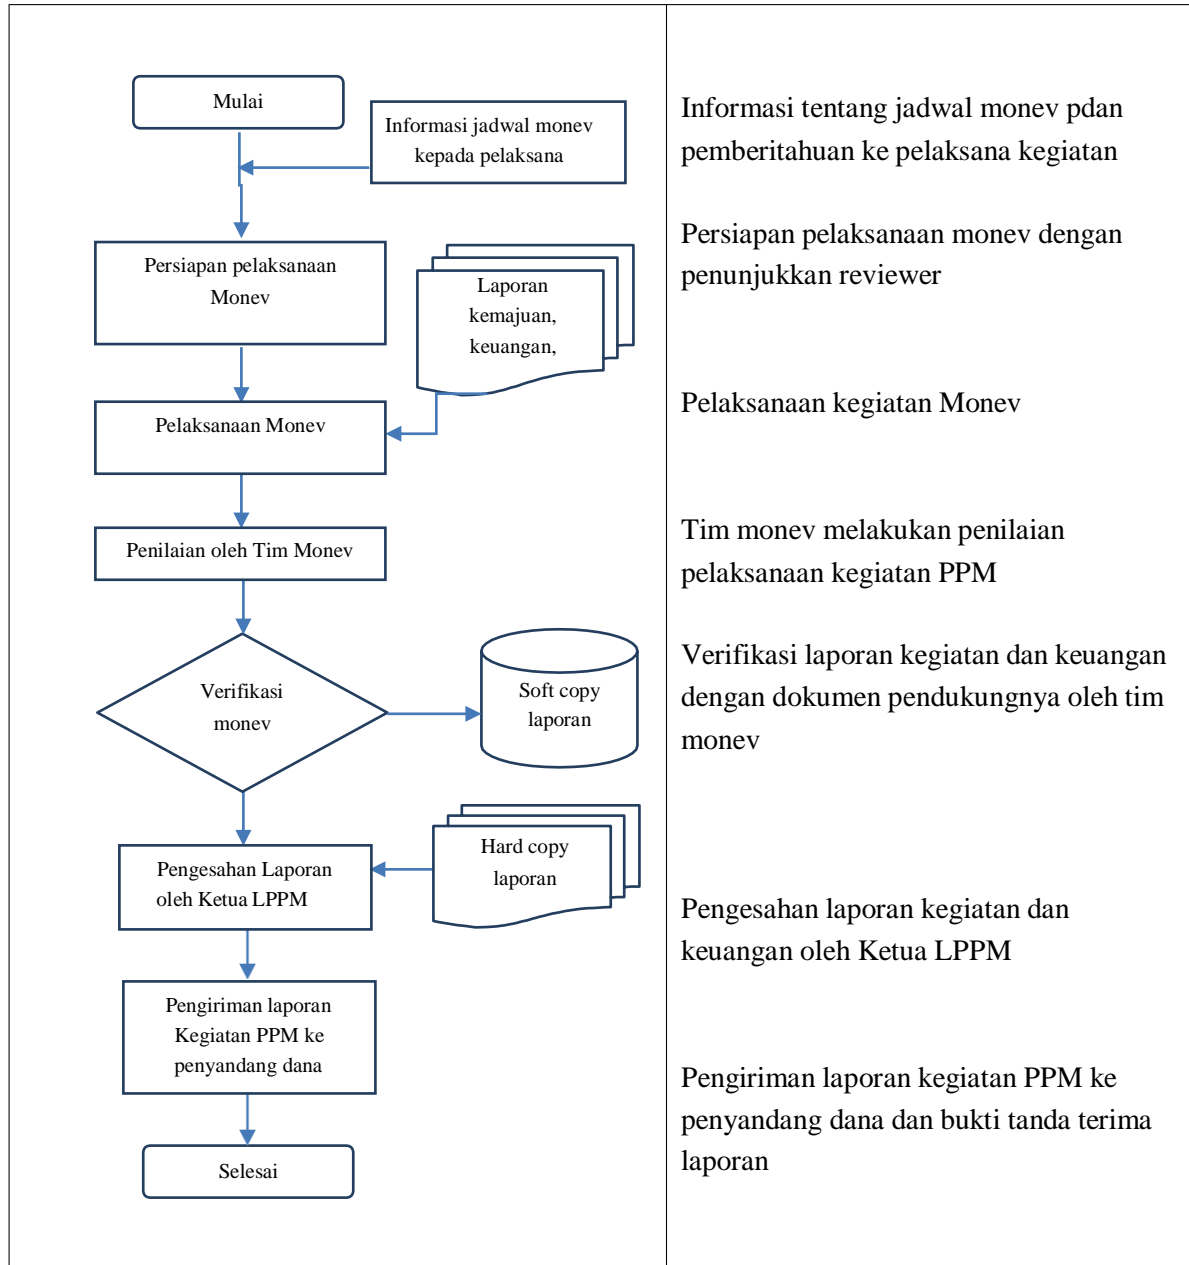 Mulai
Informasi jadwal monev
kepada pelaksana
Persiapan pelaksanaan
Monev
Laporan
kemajuan,
keuangan,
Pelaksanaan Monev
Penilaian oleh Tim Monev
Verifikasi
monev
Soft copy
laporan
Hard copy
laporan
Pengesahan Laporan
oleh Ketua LPPM
Pengiriman laporan
Kegiatan PPM ke
penyandang dana
Selesai
Informasi tentang jadwal monev pdan
pemberitahuan ke pelaksana kegiatan
Persiapan pelaksanaan monev dengan
penunjukkan reviewer
Pelaksanaan kegiatan Monev
Tim monev melakukan penilaian
pelaksanaan kegiatan PPM
Verifikasi laporan kegiatan dan keuangan
dengan dokumen pendukungnya oleh tim
monev
Pengesahan laporan kegiatan dan
keuangan oleh Ketua LPPM
Pengiriman laporan kegiatan PPM ke
penyandang dana dan bukti tanda terima
laporan